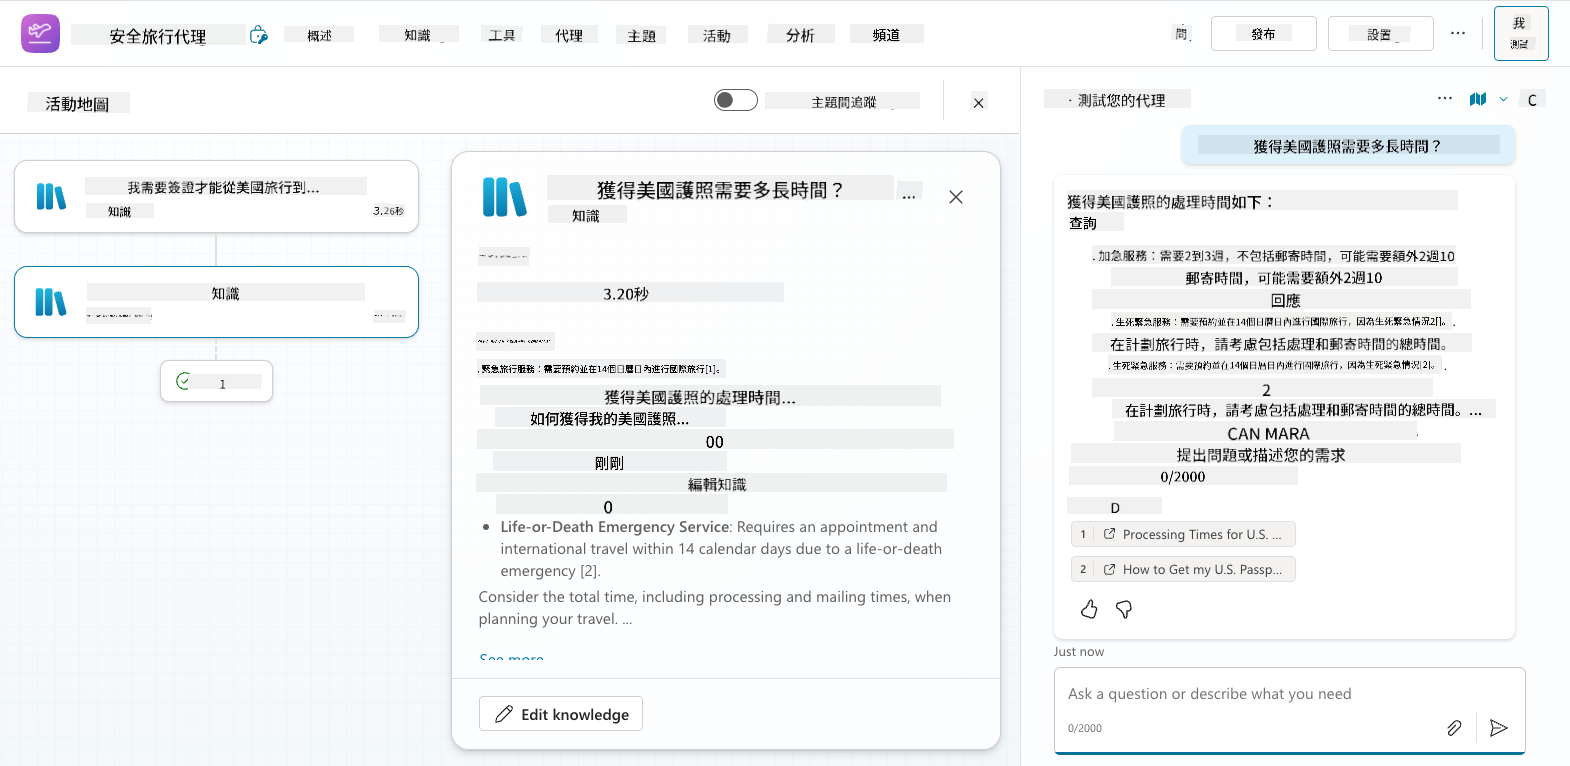 安全旅行代理
概述
知識
工具
代理
主題
活動
分析
頻道
問
發布
設置
我
測試
活動地圖
主題間追蹤
· 測試您的代理
C
我需要簽證才能從美國旅行到...
知識
3.26秒
知識
1
獲得美國護照需要多長時間？
...
知識
3.20秒
. 緊急旅行服務：需要預約並在14個日曆日內進行國際旅行[1]。
獲得美國護照的處理時間...
如何獲得我的美國護照...
00
剛剛
編輯知識
0
• Life-or-Death Emergency Service: Requires an appointment and
international travel within 14 calendar days due to a life-or-death
emergency [2].
Consider the total time, including processing and mailing times, when
planning your travel. ...
See more
Edit knowledge
獲得美國護照需要多長時間？
獲得美國護照的處理時間如下：
查詢
. 加急服務：需要2到3週，不包括郵寄時間，可能需要額外2週10
郵寄時間，可能需要額外2週10
回應
. 生死緊急服務：需要預約並在14個日曆日內進行國際旅行，因為生死緊急情況2[]。.
在計劃旅行時，請考慮包括處理和郵寄時間的總時間。
. 生死緊急服務：需要預約並在14個日曆日內進行國際旅行，因為生死緊急情況[2]。.
2
在計劃旅行時，請考慮包括處理和郵寄時間的總時間。...
CAN MARA
提出問題或描述您的需求
0/2000
D
1 Processing Times for U.S. ...
2 How to Get my U.S. Passp...
Just now
Ask a question or describe what you need
0/2000